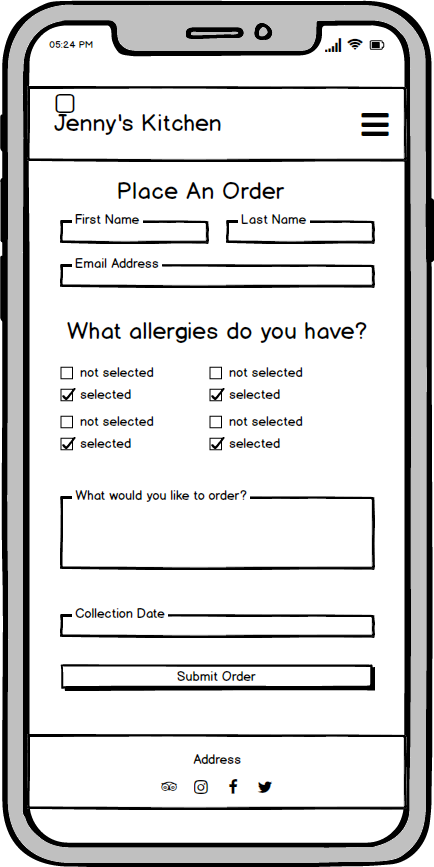 05:24 PM
Jenny's Kitchen
Place An Order
First Name Last Name
Email Address
What allergies do you have?
not selected not selected
selected selected
not selected not selected
selected selected
What would you like to order?
Collection Date
Submit Order
Address